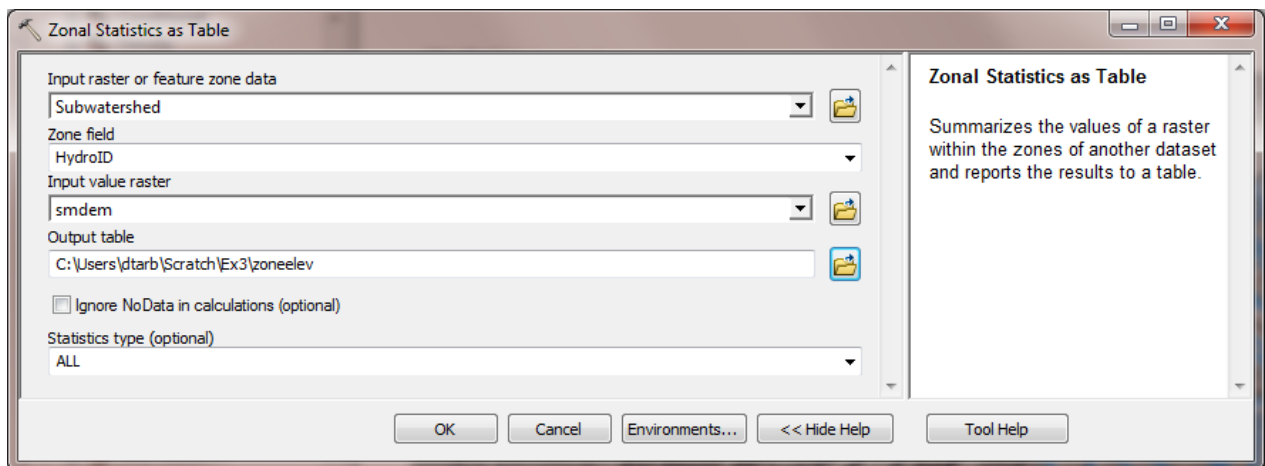 Zonal Statistics as Table
Input raster or feature zone data
Subwatershed
Zone field
HydroID
Input value raster
smdem
Output table
C:\Users\dtarb\Scratch\Ex3\zoneelev
Ignore NoData in calculations (optional)
Statistics type (optional)
ALL
OK
Cancel
Environments...
<< Hide Help
Zonal Statistics as Table
Summarizes the values of a raster
within the zones of another dataset
and reports the results to a table.
Tool Help